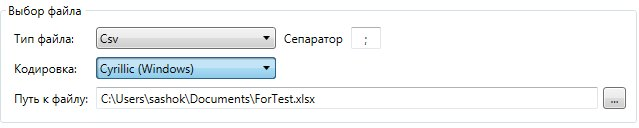 Выбор файла
Тип файла: Csv Сепаратор ;
Кодировка: Cyrillic (Windows)
Путь к файлу: C:\Users\sashok\Documents\ForTest.xlsx ...